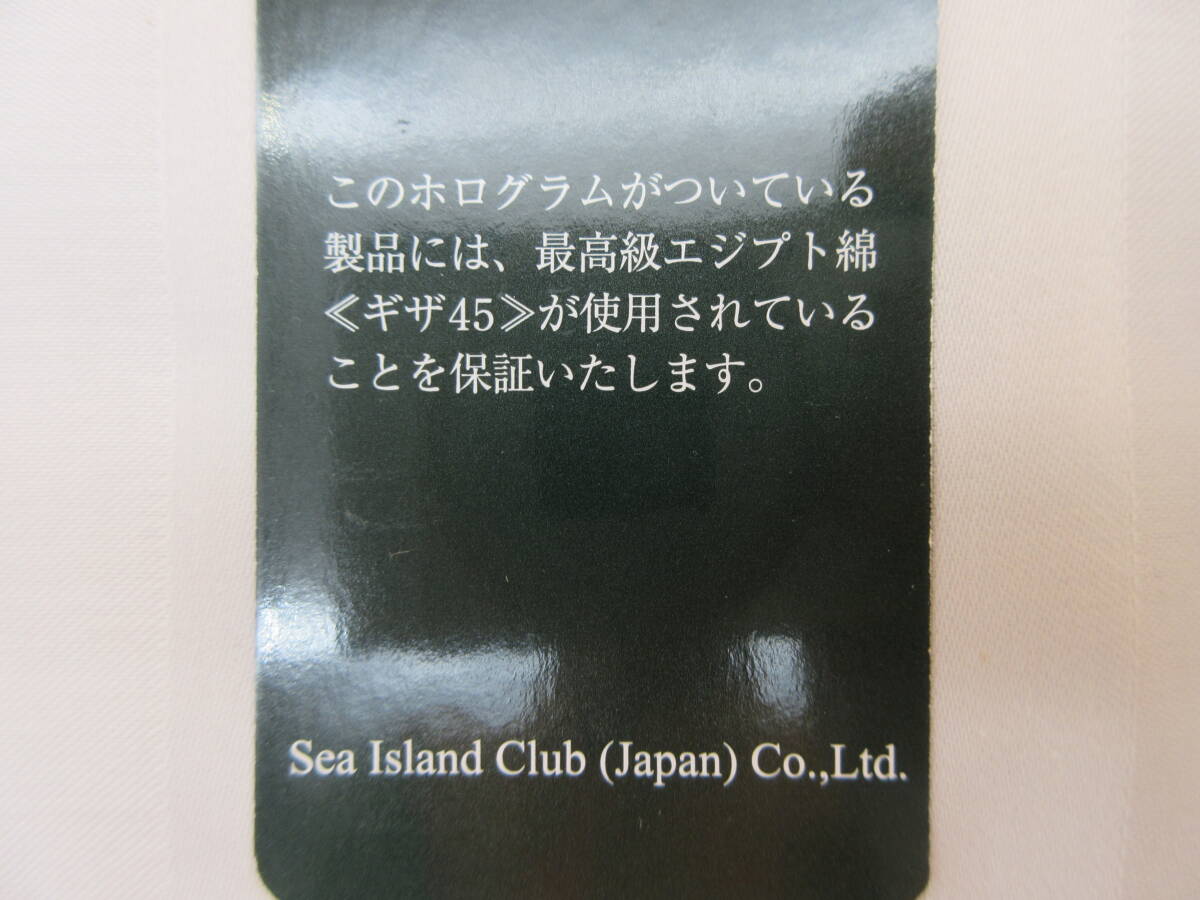 このホログラムがついている
製品には、最高級エジプト綿
≪ギザ45≫が使用されている
ことを保証いたします。
Sea Island Club (Japan) Co.,Ltd.